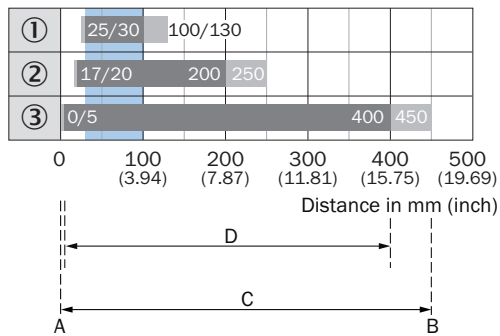 ① 25/30 100/130
② 17/20 200 250
③ 0/5 400 450
0 100 200 300 400 500
(3.94) (7.87) (11.81) (15.75) (19.69)
Distance in mm (inch)
D
C
A B